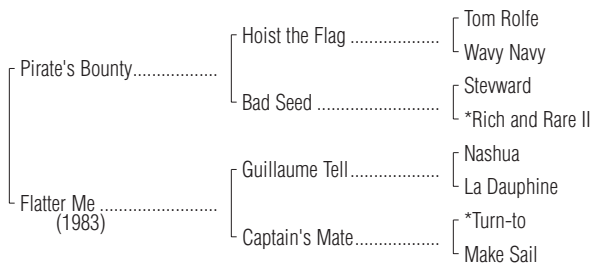 Tom Rolfe
Hoist the Flag ...................
Wavy Navy
Pirate's Bounty..................
Stevward
Bad Seed ..........................
*Rich and Rare II
Nashua
Guillaume Tell...................
La Dauphine
Flatter Me .........................
(1983)
*Turn-to
Captain's Mate..................
Make Sail